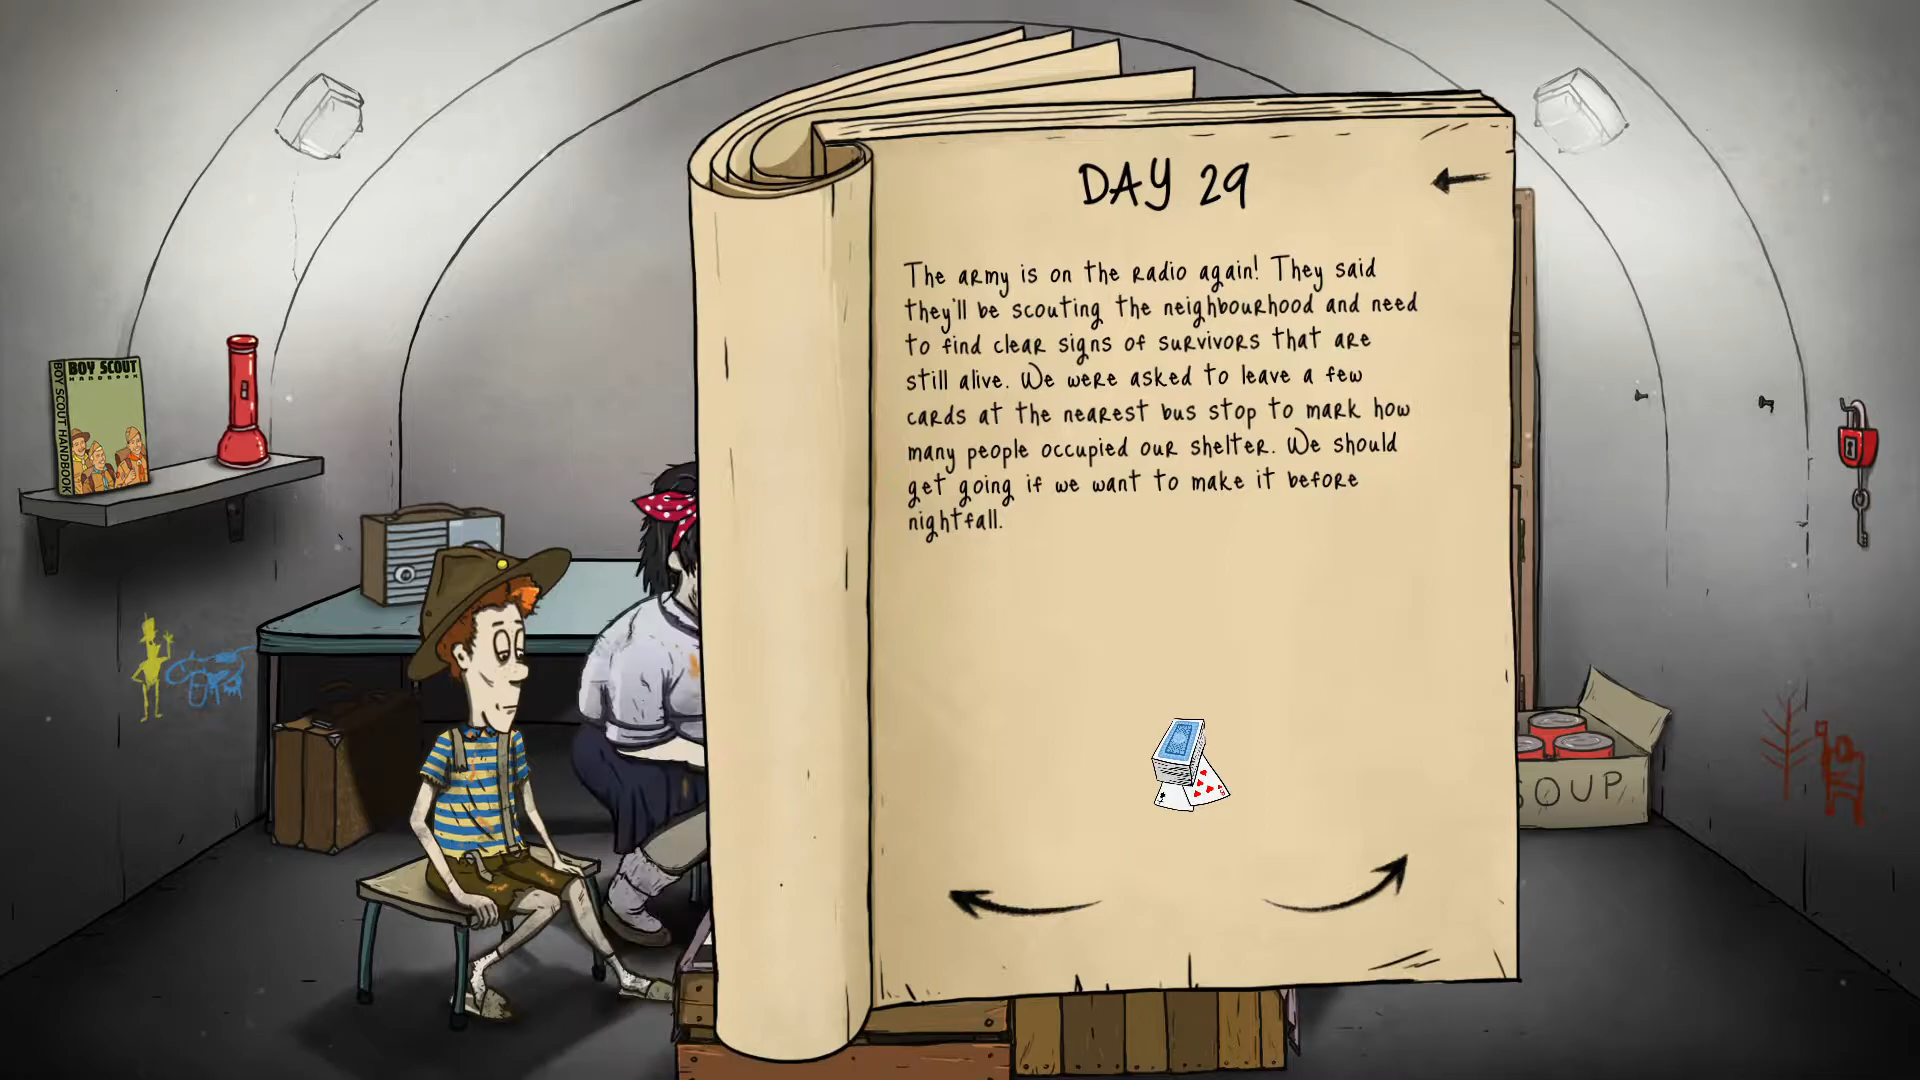 DAY 29
The army is on the radio again! They said
they'll be scouting the neighbourhood and need
to find clear signs of survivors that are
still alive. We were asked to leave a few
cards at the nearest bus stop to mark how
many people occupied our shelter. We should
get going if we want to make it before
nightfall.
BOY SCOUT
HANDBOOK
BOY SCOUT HANDBOOK
SOUP